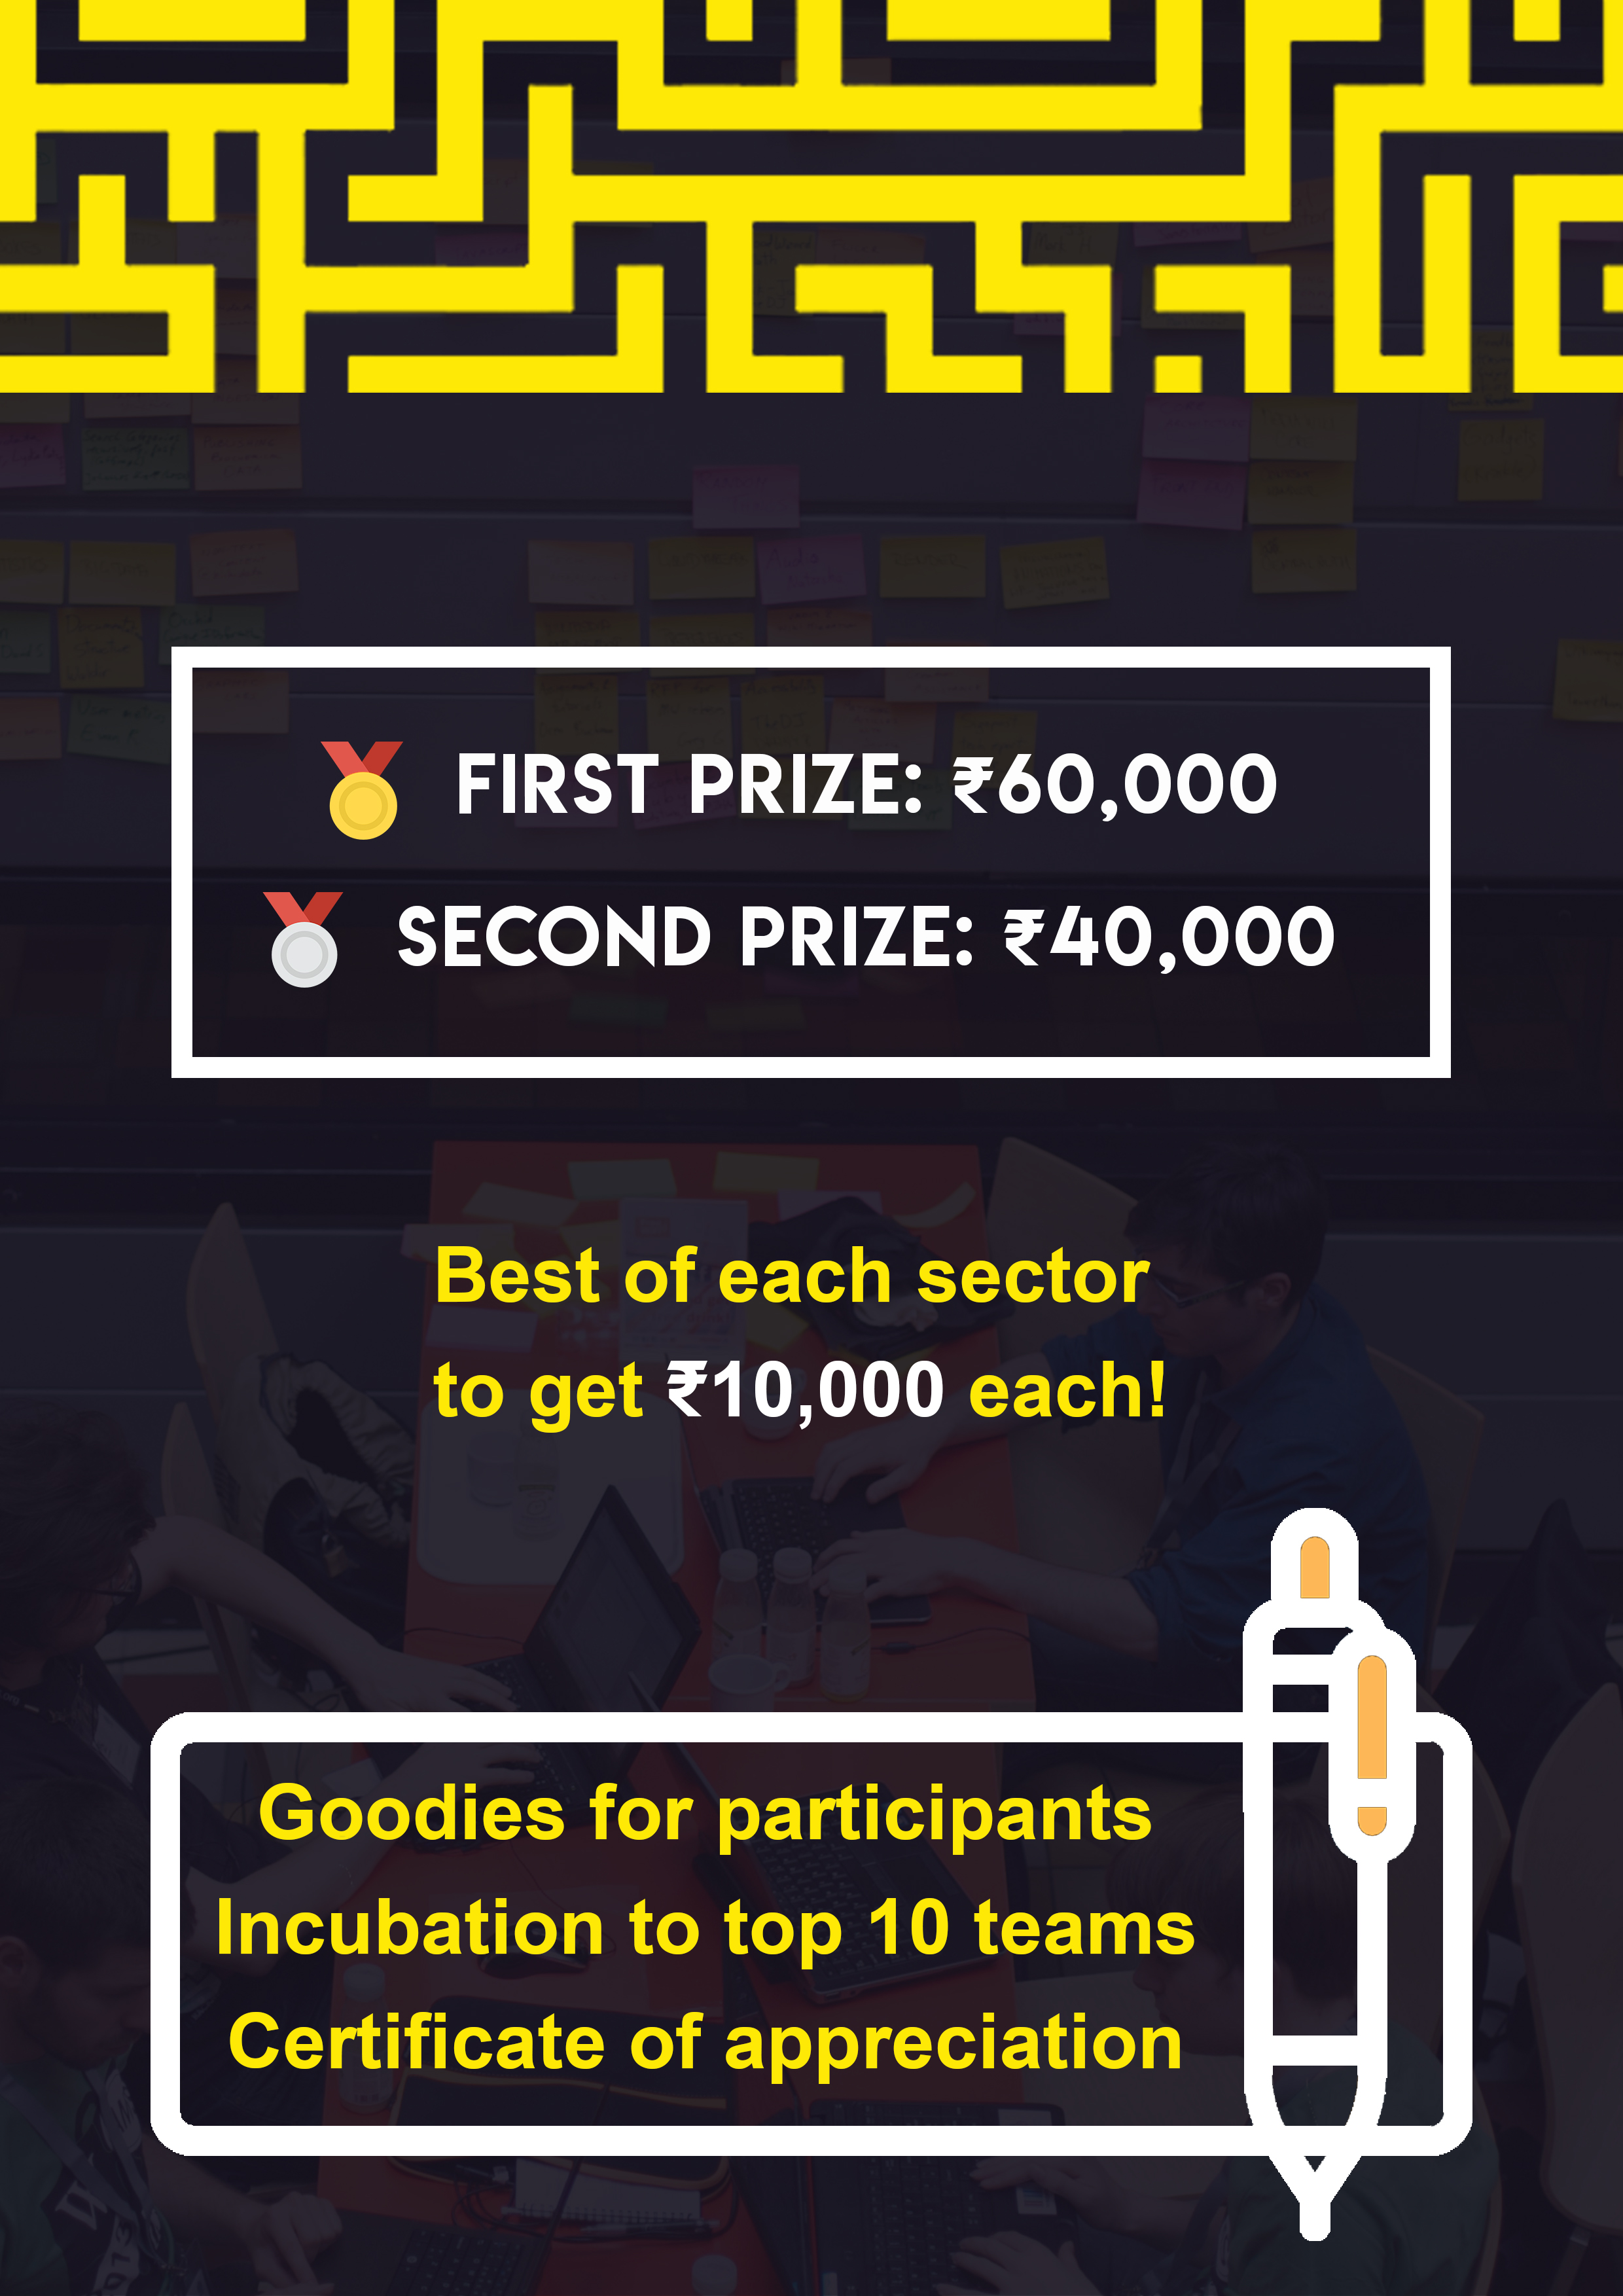 FIRST PRIZE: ₹60,000
SECOND PRIZE: ₹40,000
Best of each sector
to get ₹10,000 each!
Goodies for participants
Incubation to top 10 teams
Certificate of appreciation